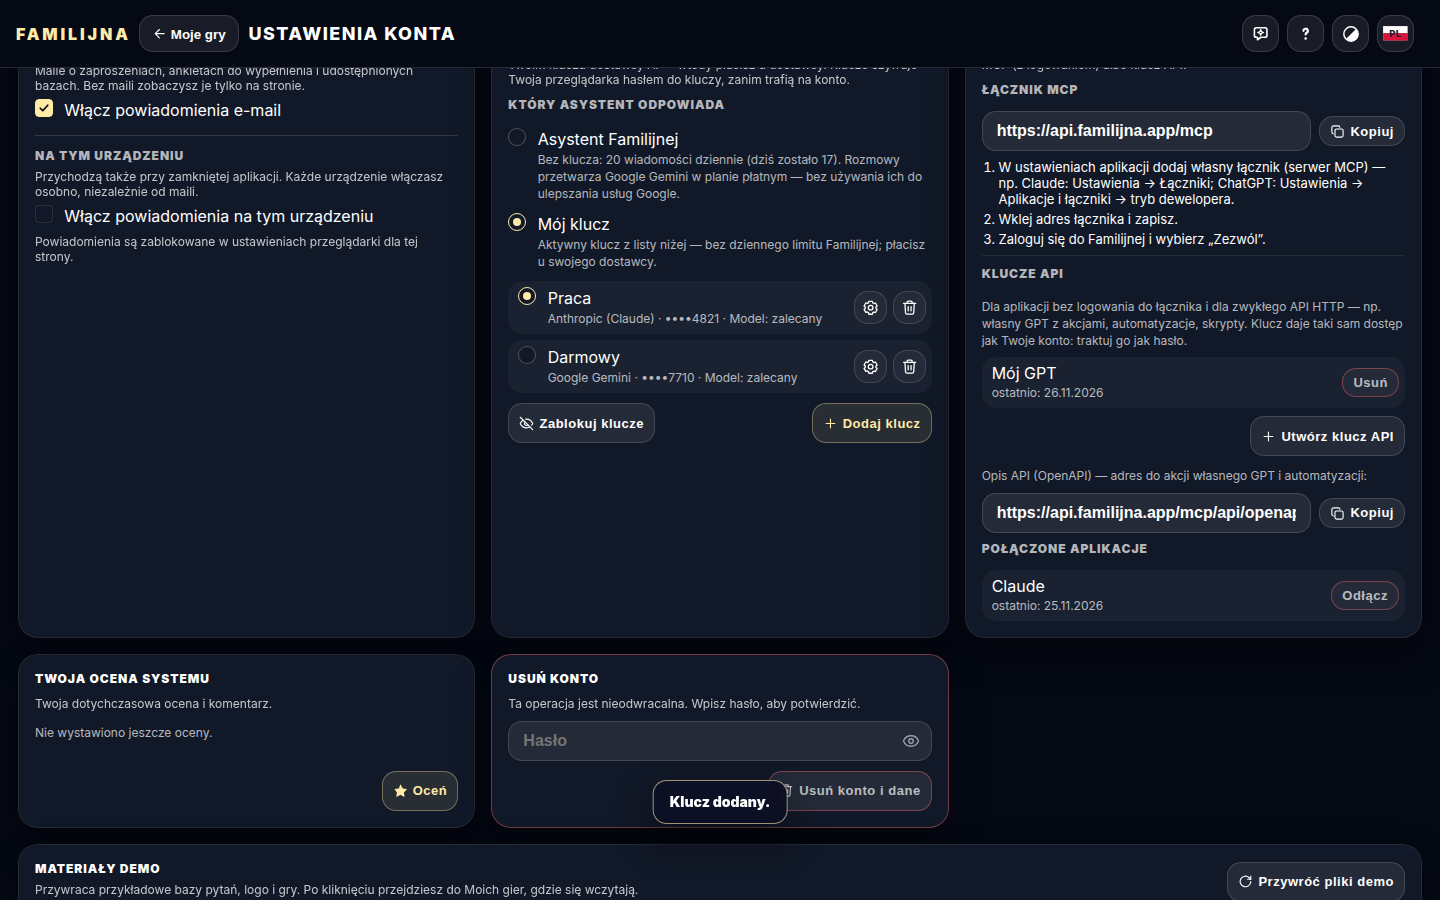 FAMILIJNA
Moje gry
USTAWIENIA KONTA
?
PL
Maile o zaproszeniach, ankietach do wypełnienia i udostępnionych
bazach. Bez maili zobaczysz je tylko na stronie.
Włącz powiadomienia e-mail
NA TYM URZĄDZENIU
Przychodzą także przy zamkniętej aplikacji. Każde urządzenie włączasz
osobno, niezależnie od maili.
Włącz powiadomienia na tym urządzeniu
Powiadomienia są zablokowane w ustawieniach przeglądarki dla tej
strony.
Twoja przeglądarka hasłem do kluczy, zanim trafią na konto.
KTÓRY ASYSTENT ODPOWIADA
Asystent Familijnej
Bez klucza: 20 wiadomości dziennie (dziś zostało 17). Rozmowy
przetwarza Google Gemini w planie płatnym — bez używania ich do
ulepszania usług Google.
Mój klucz
Aktywny klucz z listy niżej — bez dziennego limitu Familijnej; płacisz
u swojego dostawcy.
Praca
Anthropic (Claude) · ••••4821 · Model: zalecany
Darmowy
Google Gemini · ••••7710 · Model: zalecany
Zablokuj klucze
Dodaj klucz
ŁĄCZNIK MCP
https://api.familijna.app/mcp
Kopiuj
1. W ustawieniach aplikacji dodaj własny łącznik (serwer MCP) —
np. Claude: Ustawienia → Łączniki; ChatGPT: Ustawienia →
Aplikacje i łączniki → tryb dewelopera.
2. Wklej adres łącznika i zapisz.
3. Zaloguj się do Familijnej i wybierz „Zezwól”.
KLUCZE API
Dla aplikacji bez logowania do łącznika i dla zwykłego API HTTP — np.
własny GPT z akcjami, automatyzacje, skrypty. Klucz daje taki sam dostęp
jak Twoje konto: traktuj go jak hasło.
Mój GPT
ostatnio: 26.11.2026
Usuń
Utwórz klucz API
Opis API (OpenAPI) — adres do akcji własnego GPT i automatyzacji:
https://api.familijna.app/mcp/api/openap
Kopiuj
POŁĄCZONE APLIKACJE
Claude
ostatnio: 25.11.2026
Odłącz
TWOJA OCENA SYSTEMU
Twoja dotychczasowa ocena i komentarz.
Nie wystawiono jeszcze oceny.
Oceń
USUŃ KONTO
Ta operacja jest nieodwracalna. Wpisz hasło, aby potwierdzić.
Hasło
Usuń konto i dane
Klucz dodany.
MATERIAŁY DEMO
Przywraca przykładowe bazy pytań, logo i gry. Po kliknięciu przejdziesz do Moich gier, gdzie się wczytają.
Przywróć pliki demo